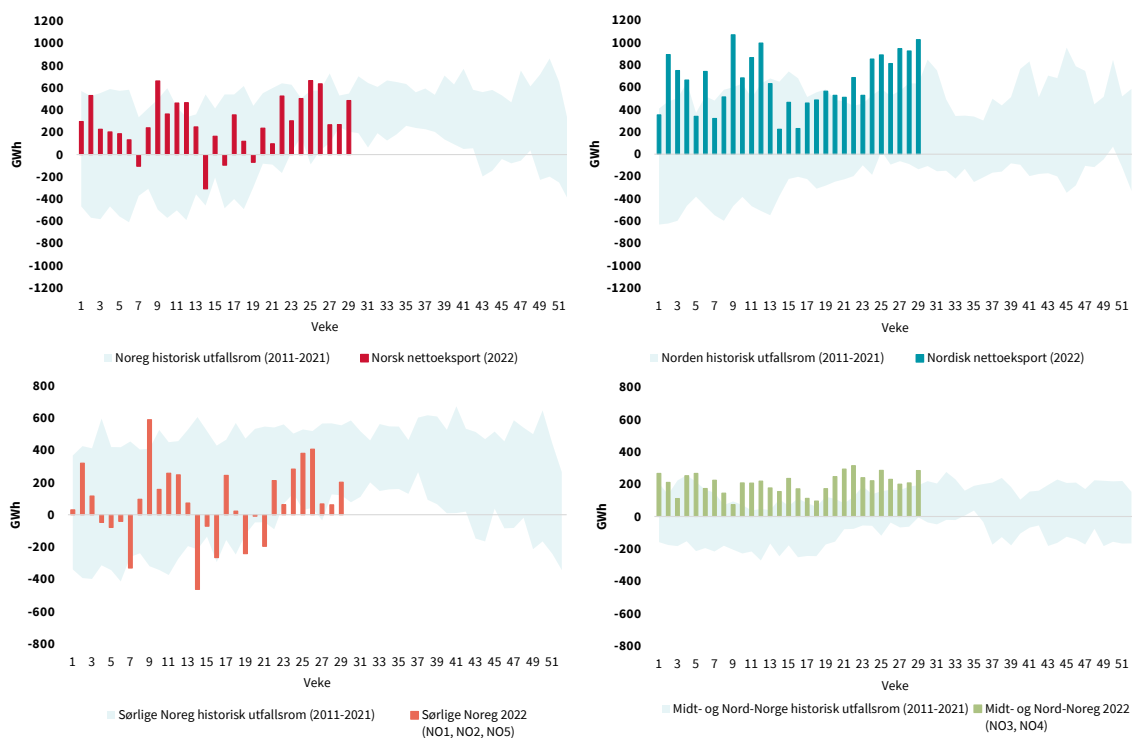 1200
1000
800
600
400
200
0
-200
-400
-600
-800
-1000
-1200
GWh
1 3 5 7 9 11 13 15 17 19 21 23 25 27 29 31 33 35 37 39 41 43 45 47 49 51
Veke
Noreg historisk utfallsrom (2011-2021) Norsk nettoeksport (2022)
1200
1000
800
600
400
200
0
-200
-400
-600
-800
-1000
-1200
GWh
1 3 5 7 9 11 13 15 17 19 21 23 25 27 29 31 33 35 37 39 41 43 45 47 49 51
Veke
Norden historisk utfallsrom (2011-2021) Nordisk nettoeksport (2022)
800
600
400
200
0
-200
-400
-600
-800
GWh
1 3 5 7 9 11 13 15 17 19 21 23 25 27 29 31 33 35 37 39 41 43 45 47 49 51
Veke
Sørlige Noreg historisk utfallsrom (2011-2021) Sørlige Noreg 2022
(NO1, NO2, NO5)
800
600
400
200
0
-200
-400
-600
-800
GWh
1 3 5 7 9 11 13 15 17 19 21 23 25 27 29 31 33 35 37 39 41 43 45 47 49 51
Veke
Midt- og Nord-Norge historisk utfallsrom (2011-2021) Midt- og Nord-Noreg 2022
(NO3, NO4)